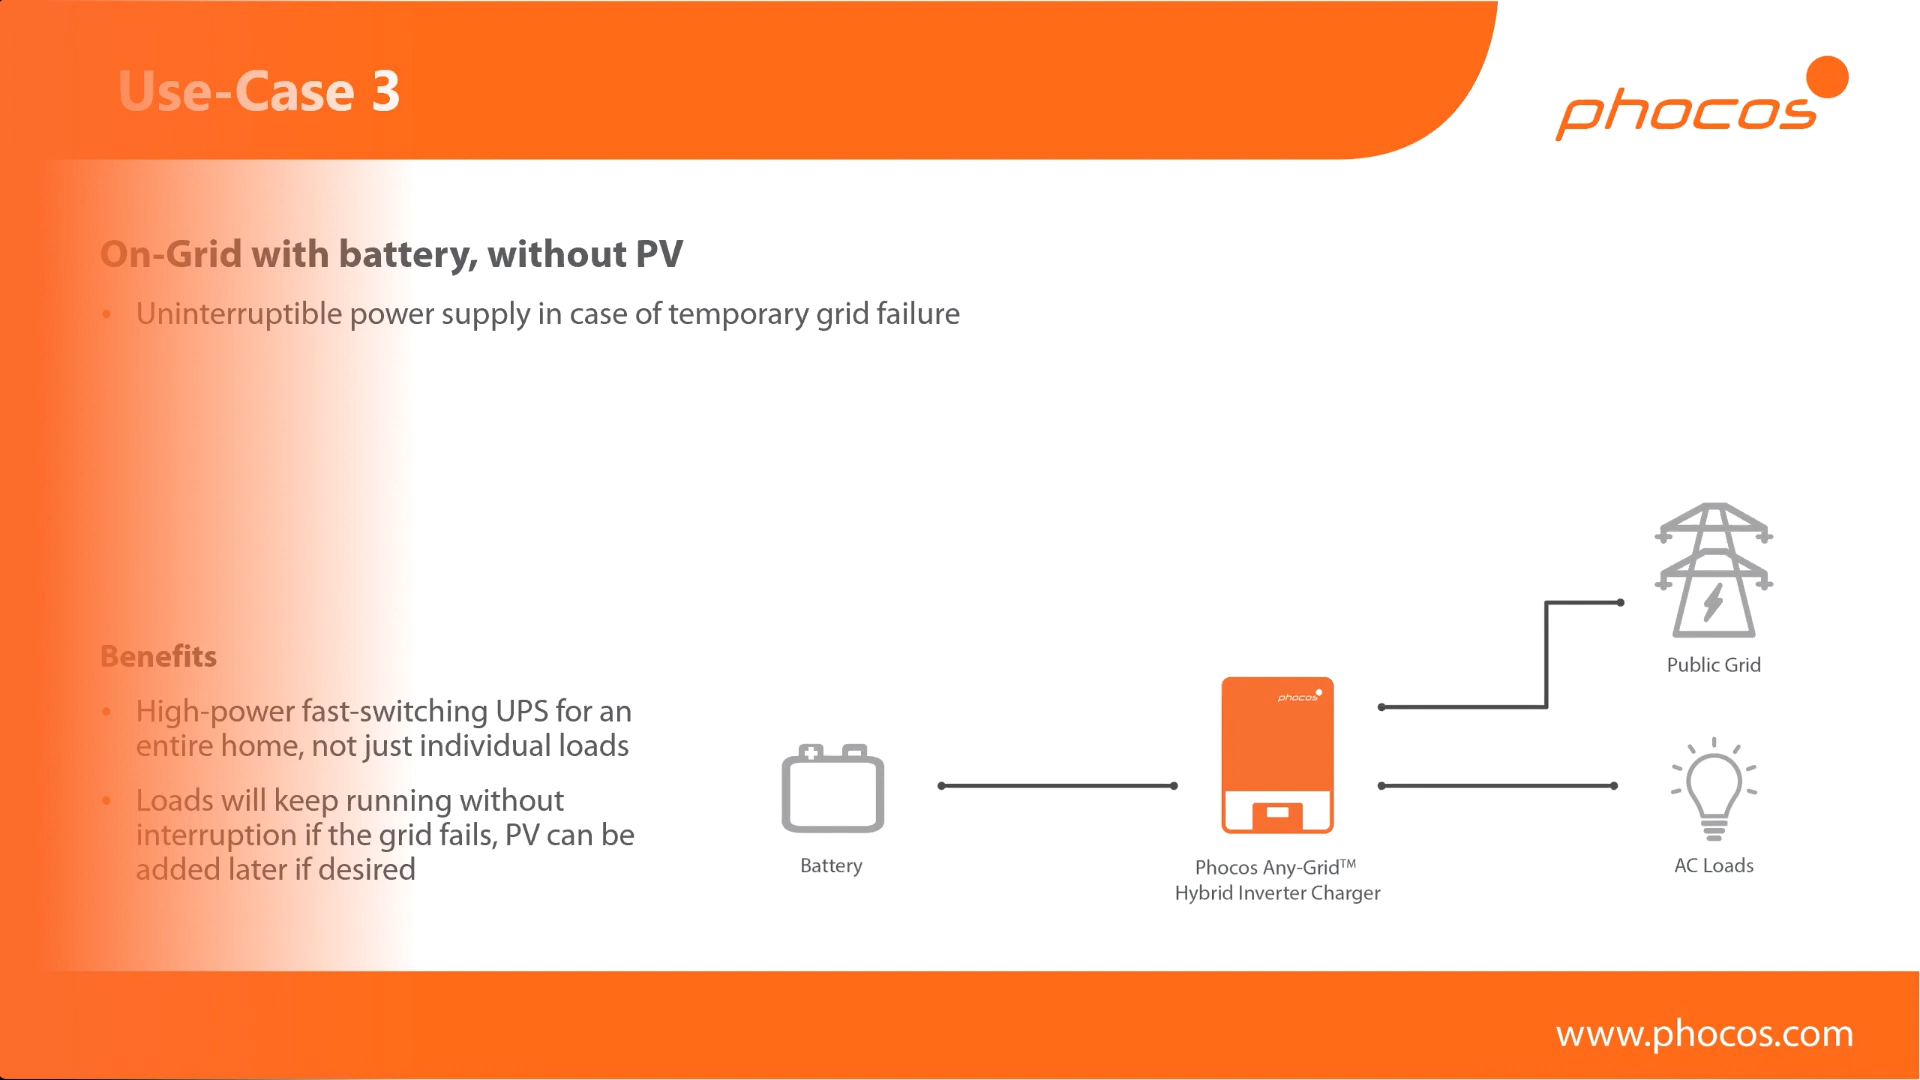 Use-Case 3
phocos
On-Grid with battery, without PV
• Uninterruptible power supply in case of temporary grid failure
Benefits
• High-power fast-switching UPS for an
entire home, not just individual loads
• Loads will keep running without
interruption if the grid fails, PV can be
added later if desired
Public Grid
phocos
Battery
Phocos Any-Grid™
Hybrid Inverter Charger
AC Loads
www.phocos.com